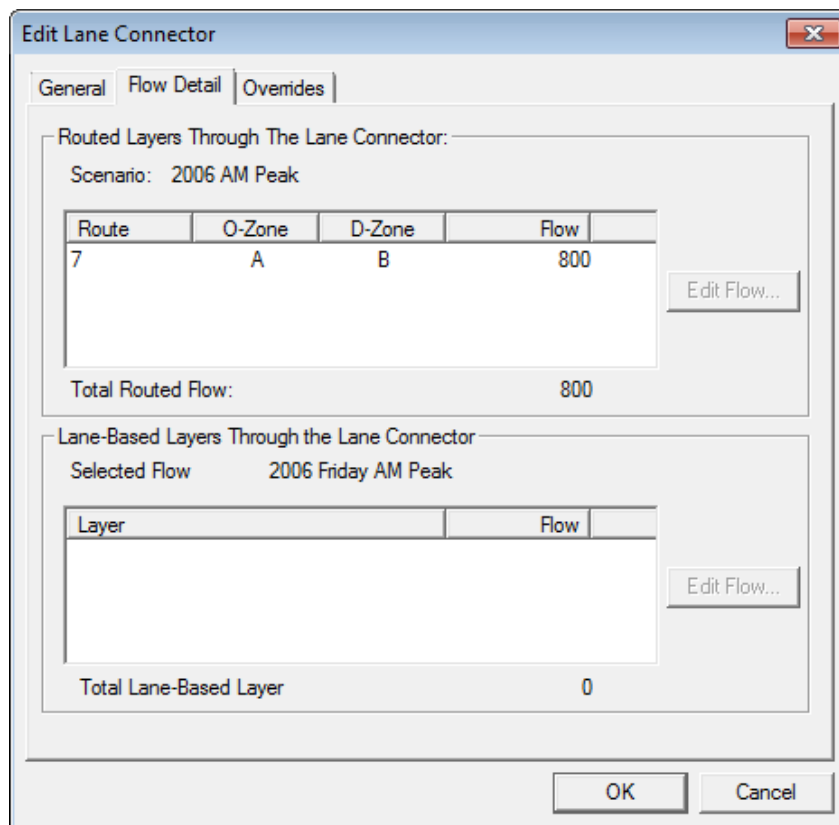 Edit Lane Connector
General Flow Detail Overrides
Routed Layers Through The Lane Connector:
Scenario: 2006 AM Peak
Route O-Zone D-Zone Flow
7 A B 800
Edit Flow...
Total Routed Flow: 800
Lane-Based Layers Through the Lane Connector
Selected Flow 2006 Friday AM Peak
Layer Flow
Edit Flow...
Total Lane-Based Layer 0
OK Cancel